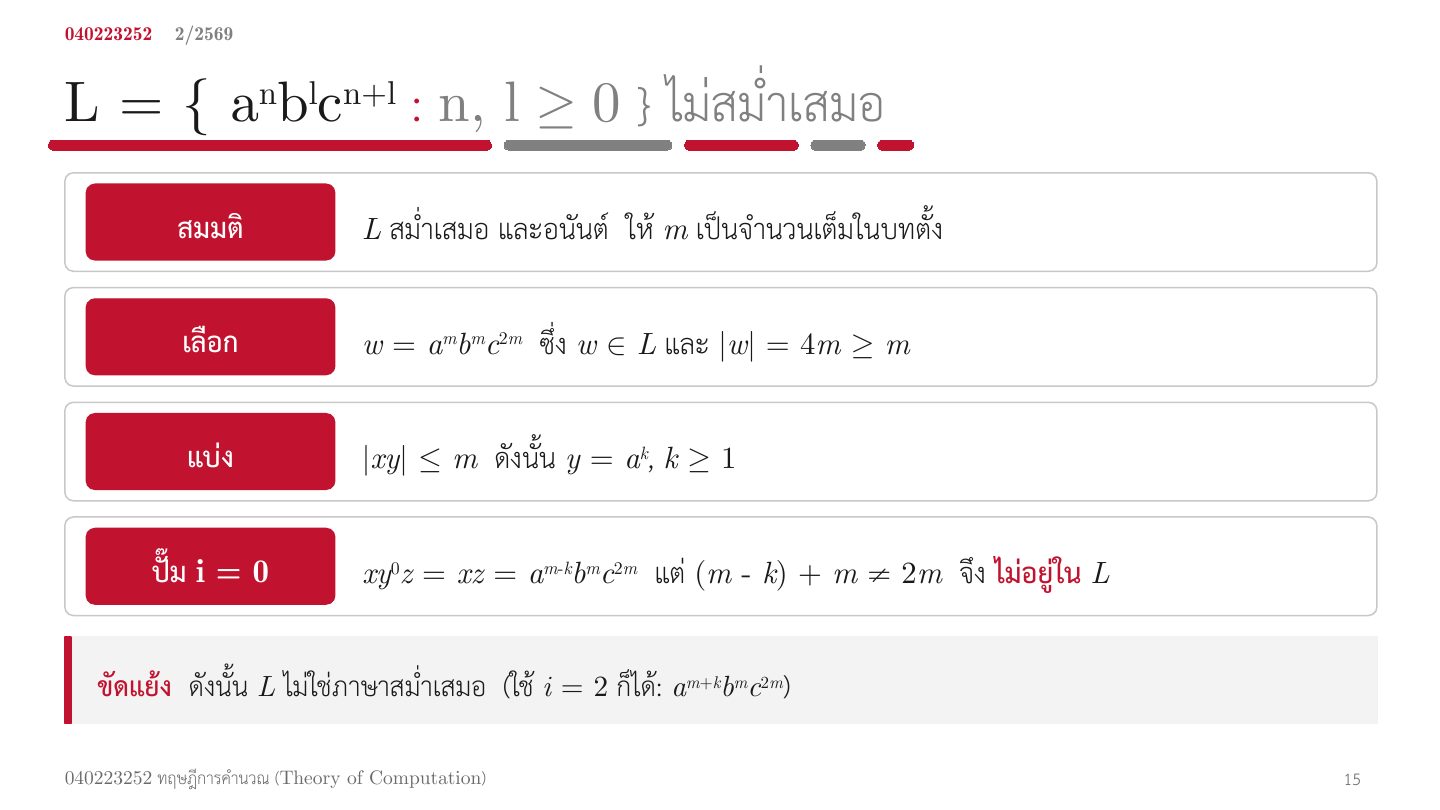 040223252 2/2569
L = { aⁿbˡcⁿ⁺ˡ : n, l ≥ 0 } ไม่สม่ำเสมอ
สมมติ L สม่ำเสมอ และอนันต์ ให้ m เป็นจำนวนเต็มในบทตั้ง
เลือก w = aᵐbᵐc²ᵐ ซึ่ง w ∈ L และ |w| = 4m ≥ m
แบ่ง |xy| ≤ m ดังนั้น y = aᵏ, k ≥ 1
ปั๊ม i = 0 xy⁰z = xz = aᵐ⁻ᵏbᵐc²ᵐ แต่ (m - k) + m ≠ 2m จึง ไม่อยู่ใน L
ขัดแย้ง ดังนั้น L ไม่ใช่ภาษาสม่ำเสมอ (ใช้ i = 2 ก็ได้: aᵐ⁺ᵏbᵐc²ᵐ)
040223252 ทฤษฎีการคำนวณ (Theory of Computation) 15